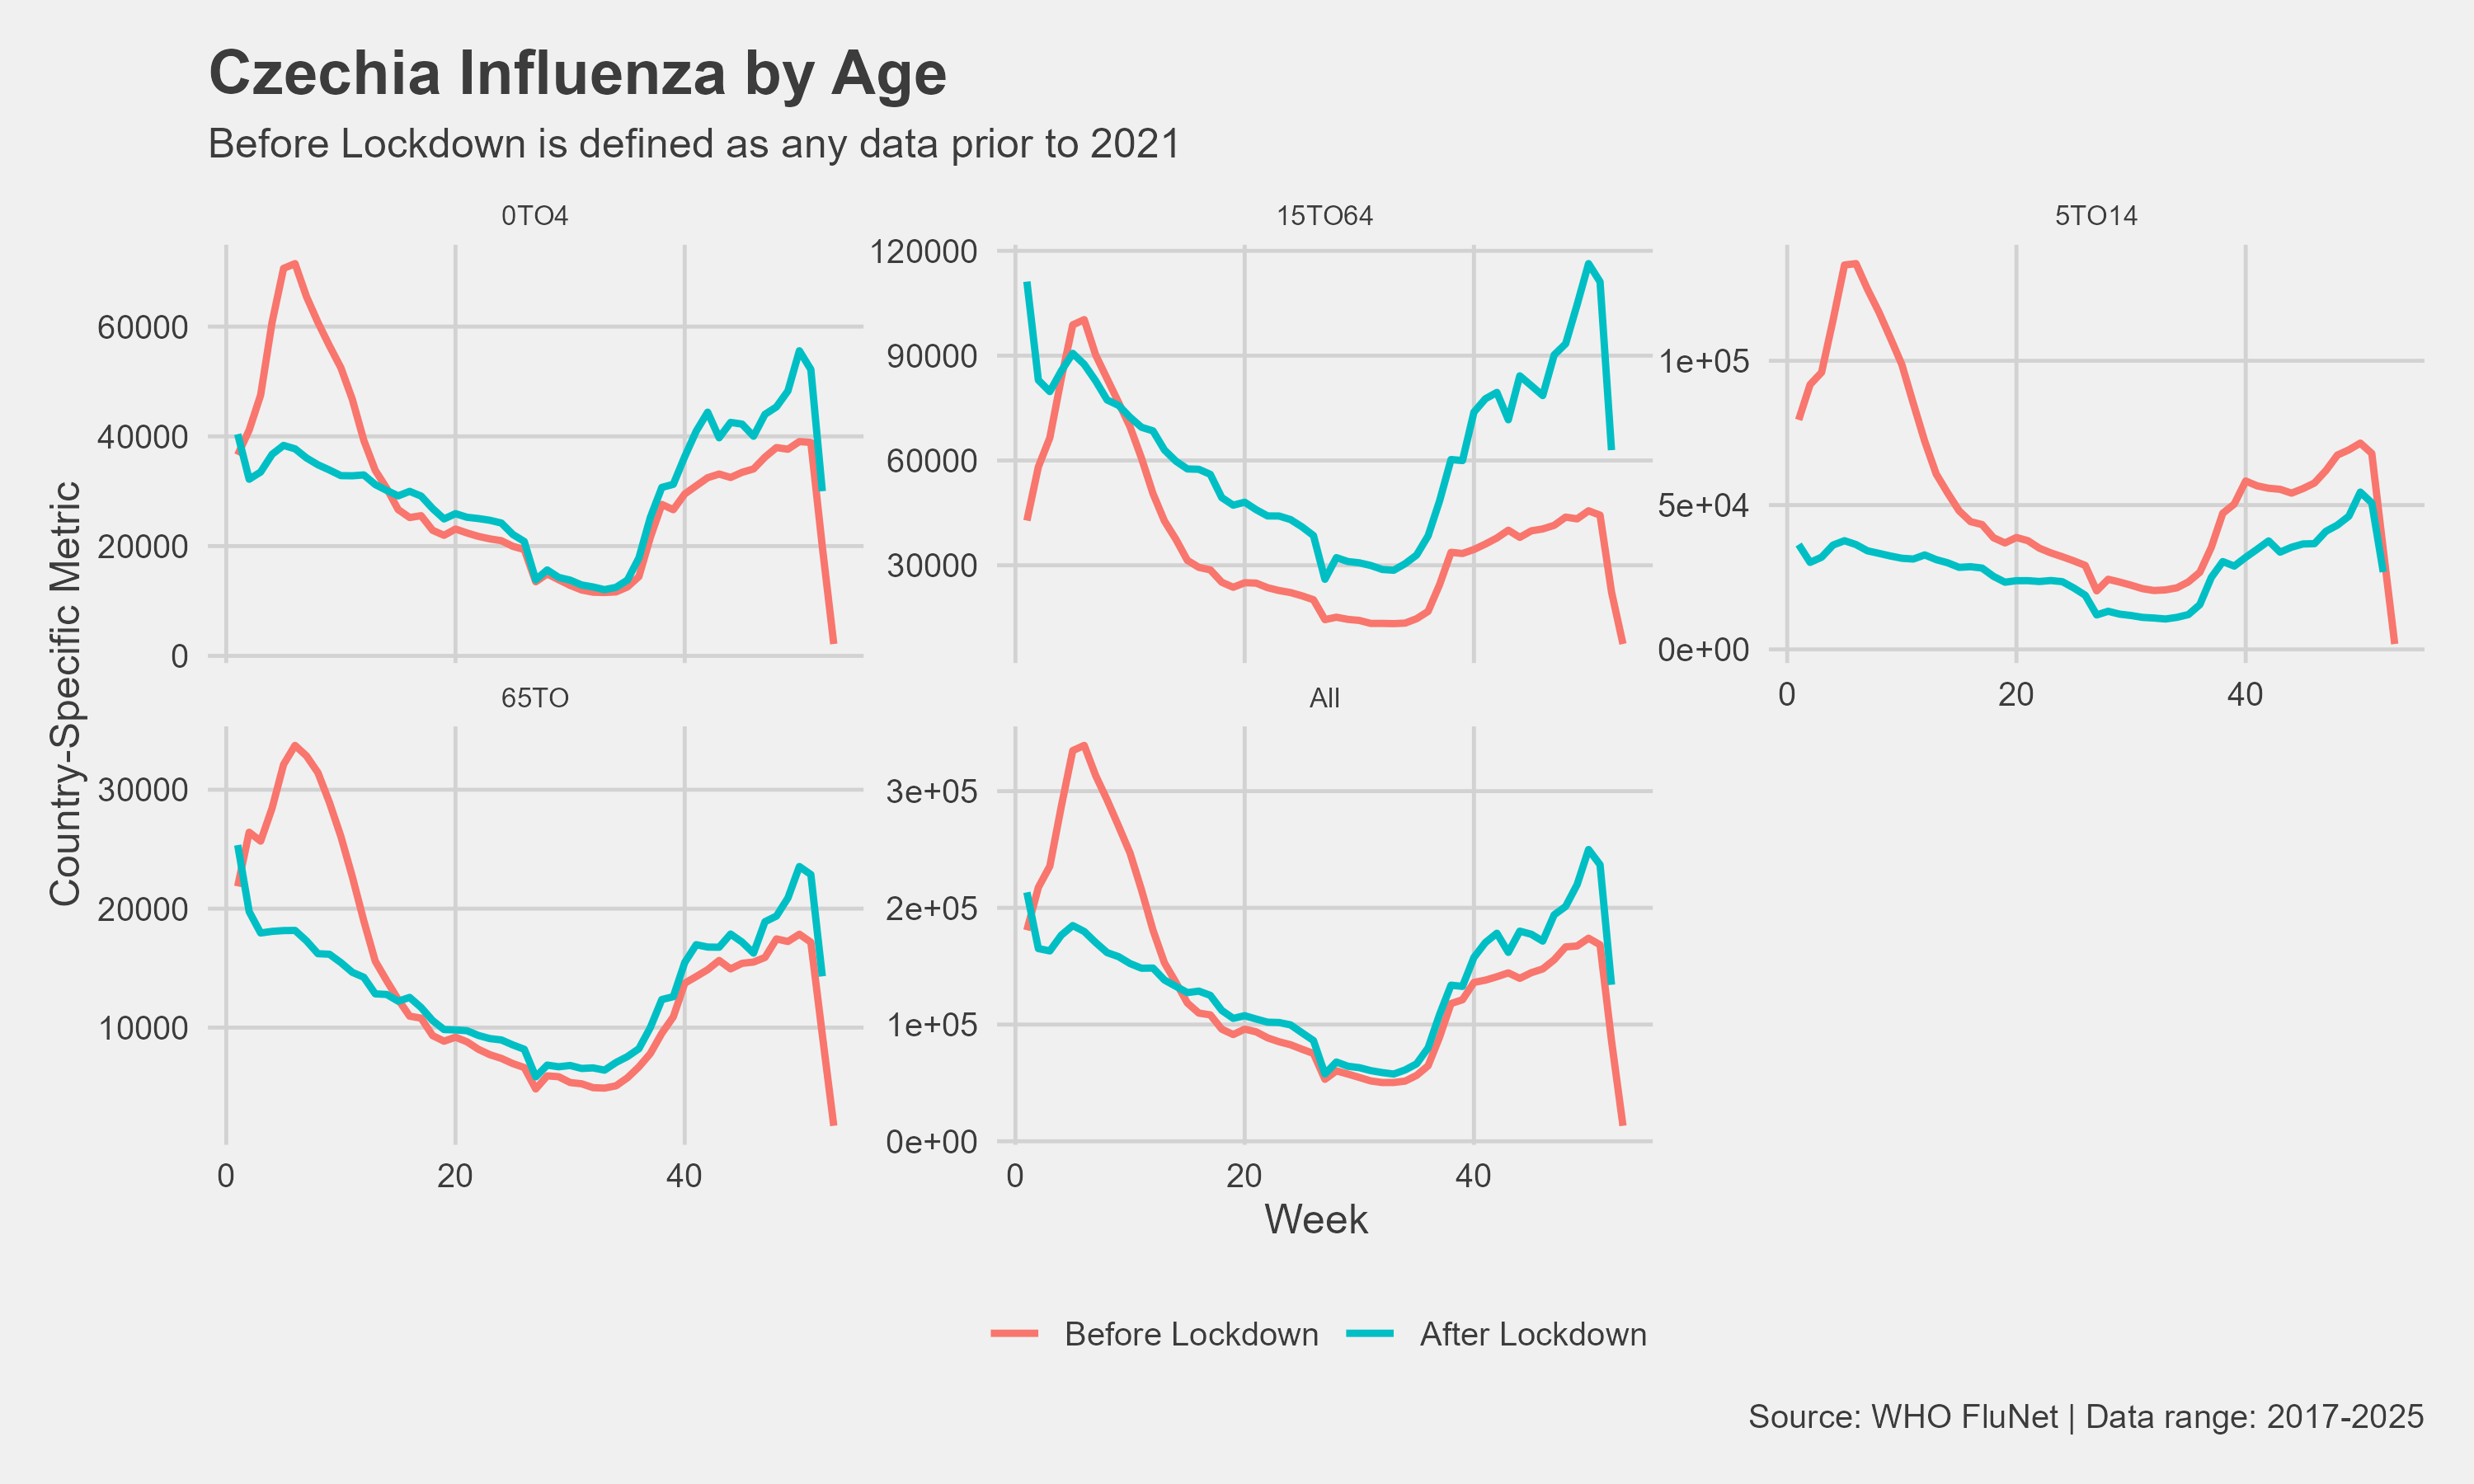 Czechia Influenza by Age
Before Lockdown is defined as any data prior to 2021
0TO4
15TO64
5TO14
60000
40000
20000
0
120000
90000
60000
30000
1e+05
5e+04
0e+00
0 20 40
65TO
All
30000
20000
10000
3e+05
2e+05
1e+05
0e+00
0 20 40
0 20 40
Country-Specific Metric
Week
Before Lockdown After Lockdown
Source: WHO FluNet | Data range: 2017-2025